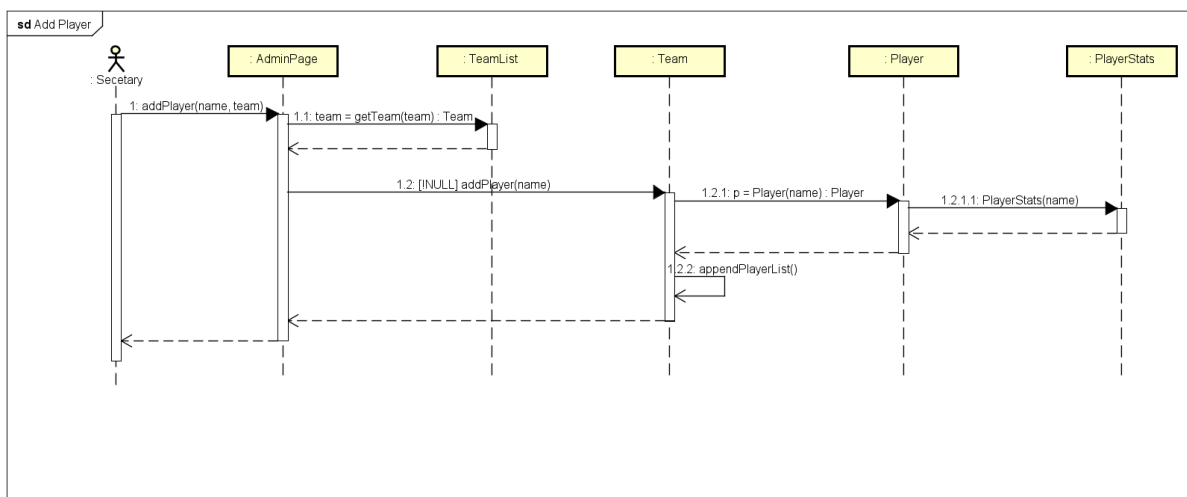 sd Add Player
: Secetary
: AdminPage
: TeamList
: Team
: Player
: PlayerStats
1: addPlayer(name, team)
1.1: team = getTeam(team) : Team
1.2: [!NULL] addPlayer(name)
1.2.1: p = Player(name) : Player
1.2.1.1: PlayerStats(name)
1.2.2: appendPlayerList()